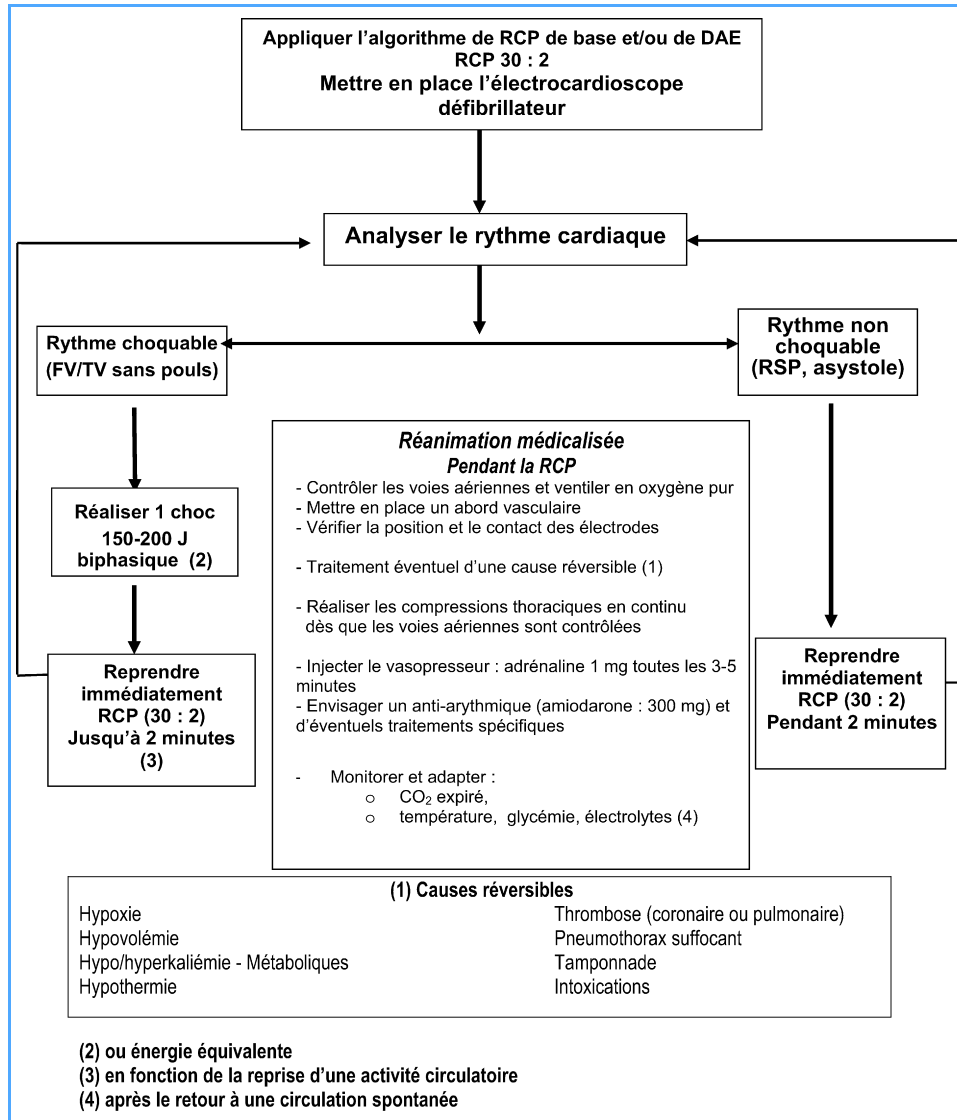 Appliquer l'algorithme de RCP de base et/ou de DAE
RCP 30 : 2
Mettre en place l'électrocardioscope
défibrillateur
Analyser le rythme cardiaque
Rythme choquable
(FV/TV sans pouls)
Rythme non
choquable
(RSP, asystole)
Réaliser 1 choc
150-200 J
biphasique (2)
Reprendre
immédiatement
RCP (30 : 2)
Jusqu'à 2 minutes
(3)
Réanimation médicalisée
Pendant la RCP
- Contrôler les voies aériennes et ventiler en oxygène pur
- Mettre en place un abord vasculaire
- Vérifier la position et le contact des électrodes
- Traitement éventuel d'une cause réversible (1)
- Réaliser les compressions thoraciques en continu
dès que les voies aériennes sont contrôlées
- Injecter le vasopresseur : adrénaline 1 mg toutes les 3-5
minutes
- Envisager un anti-arythmique (amiodarone : 300 mg) et
d'éventuels traitements spécifiques
- Monitorer et adapter :
o CO2 expiré,
o température, glycémie, électrolytes (4)
Reprendre
immédiatement
RCP (30 : 2)
Pendant 2 minutes
(1) Causes réversibles
Hypoxie
Hypovolémie
Hypo/hyperkaliémie - Métaboliques
Hypothermie
Thrombose (coronaire ou pulmonaire)
Pneumothorax suffocant
Tamponnade
Intoxications
(2) ou énergie équivalente
(3) en fonction de la reprise d'une activité circulatoire
(4) après le retour à une circulation spontanée